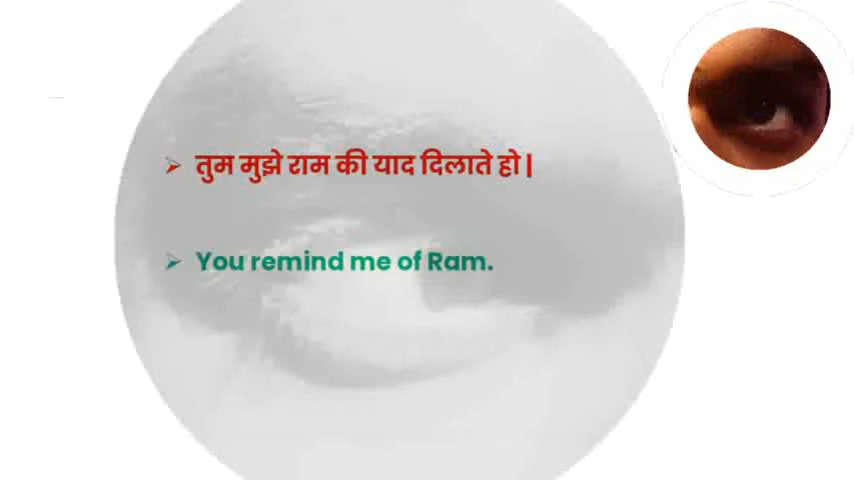 ➢ तुम मुझे राम की याद दिलाते हो|
➢ You remind me of Ram.